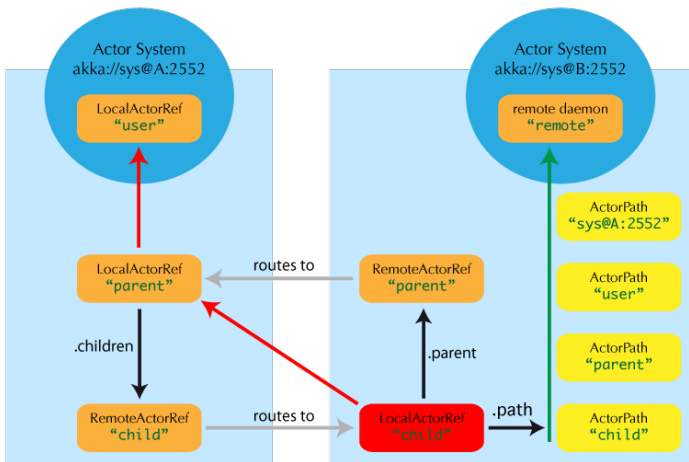 Actor System
akka://sys@A:2552
LocalActorRef
“user”
Actor System
akka://sys@B:2552
remote daemon
“remote”
ActorPath
“sys@A:2552”
LocalActorRef
“parent”
routes to
RemoteActorRef
“parent”
ActorPath
“user”
.children
.parent
ActorPath
“parent”
RemoteActorRef
“child”
routes to
LocalActorRef
“child”
.path
ActorPath
“child”